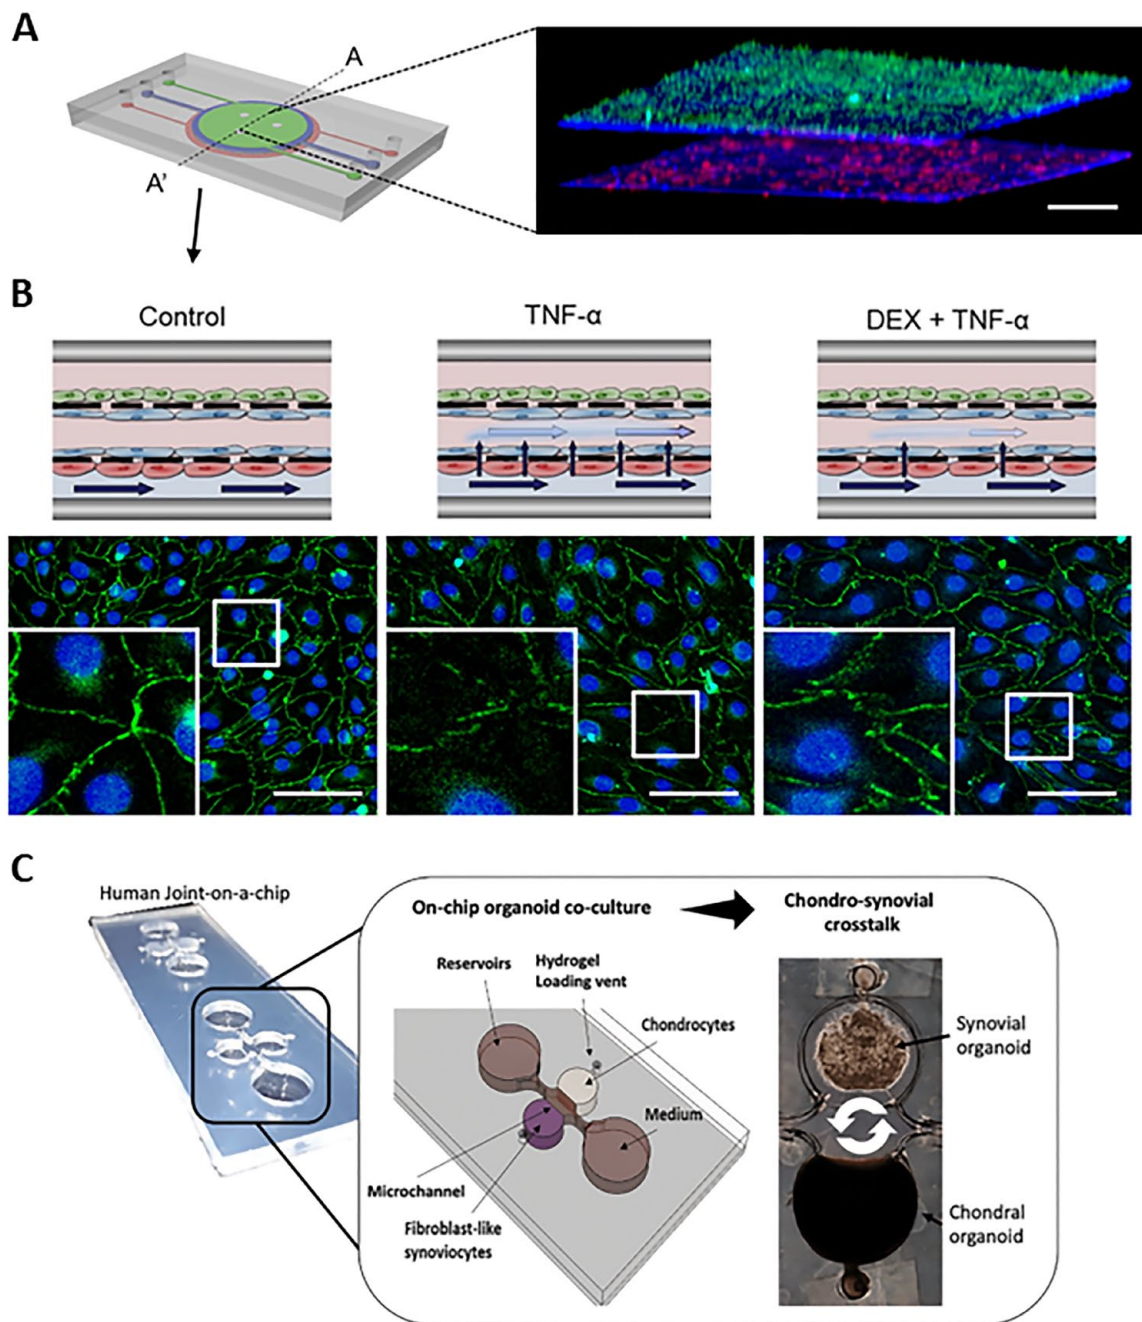 A
A
A'
B
Control
TNF-α
DEX + TNF-α
C
Human Joint-on-a-chip
On-chip organoid co-culture
Chondro-synovial
crosstalk
Reservoirs
Hydrogel
Loading vent
Chondrocytes
Medium
Microchannel
Fibroblast-like
synoviocytes
Synovial
organoid
Chondral
organoid